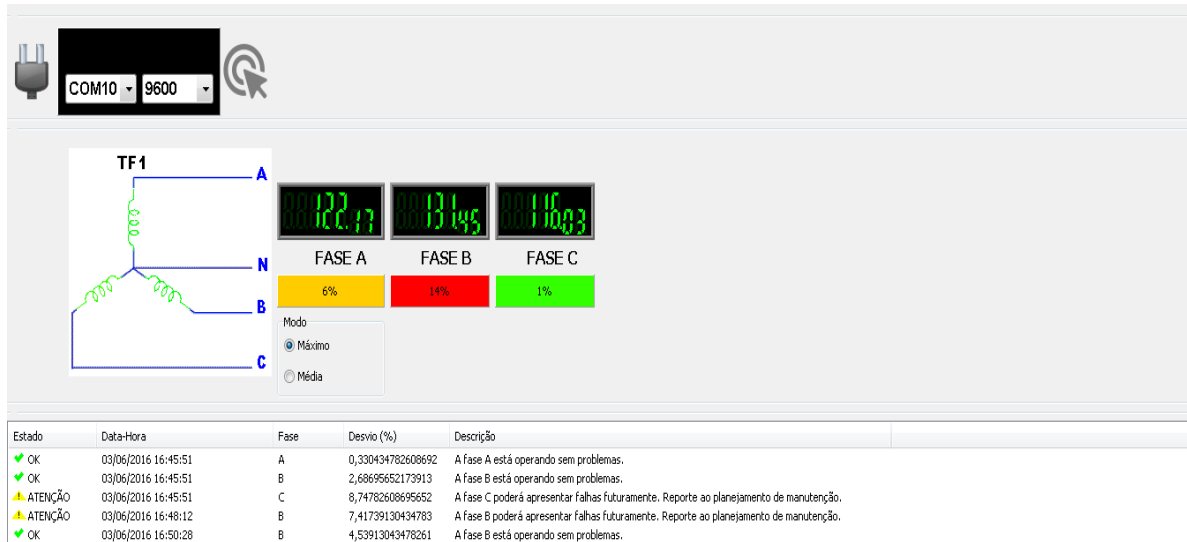 COM10 9600
TF1
A
N
B
C
122.17 131.45 116.03
FASE A FASE B FASE C
6% 14% 1%
Modo
Máximo
Média
Estado Data-Hora Fase Desvio (%) Descrição
OK 03/06/2016 16:45:51 A 0,330434782608692 A fase A está operando sem problemas.
OK 03/06/2016 16:45:51 B 2,68695652173913 A fase B está operando sem problemas.
ATENÇÃO 03/06/2016 16:45:51 C 8,74782608695652 A fase C poderá apresentar falhas futuramente. Reporte ao planejamento de manutenção.
ATENÇÃO 03/06/2016 16:48:12 B 7,41739130434783 A fase B poderá apresentar falhas futuramente. Reporte ao planejamento de manutenção.
OK 03/06/2016 16:50:28 B 4,53913043478261 A fase B está operando sem problemas.